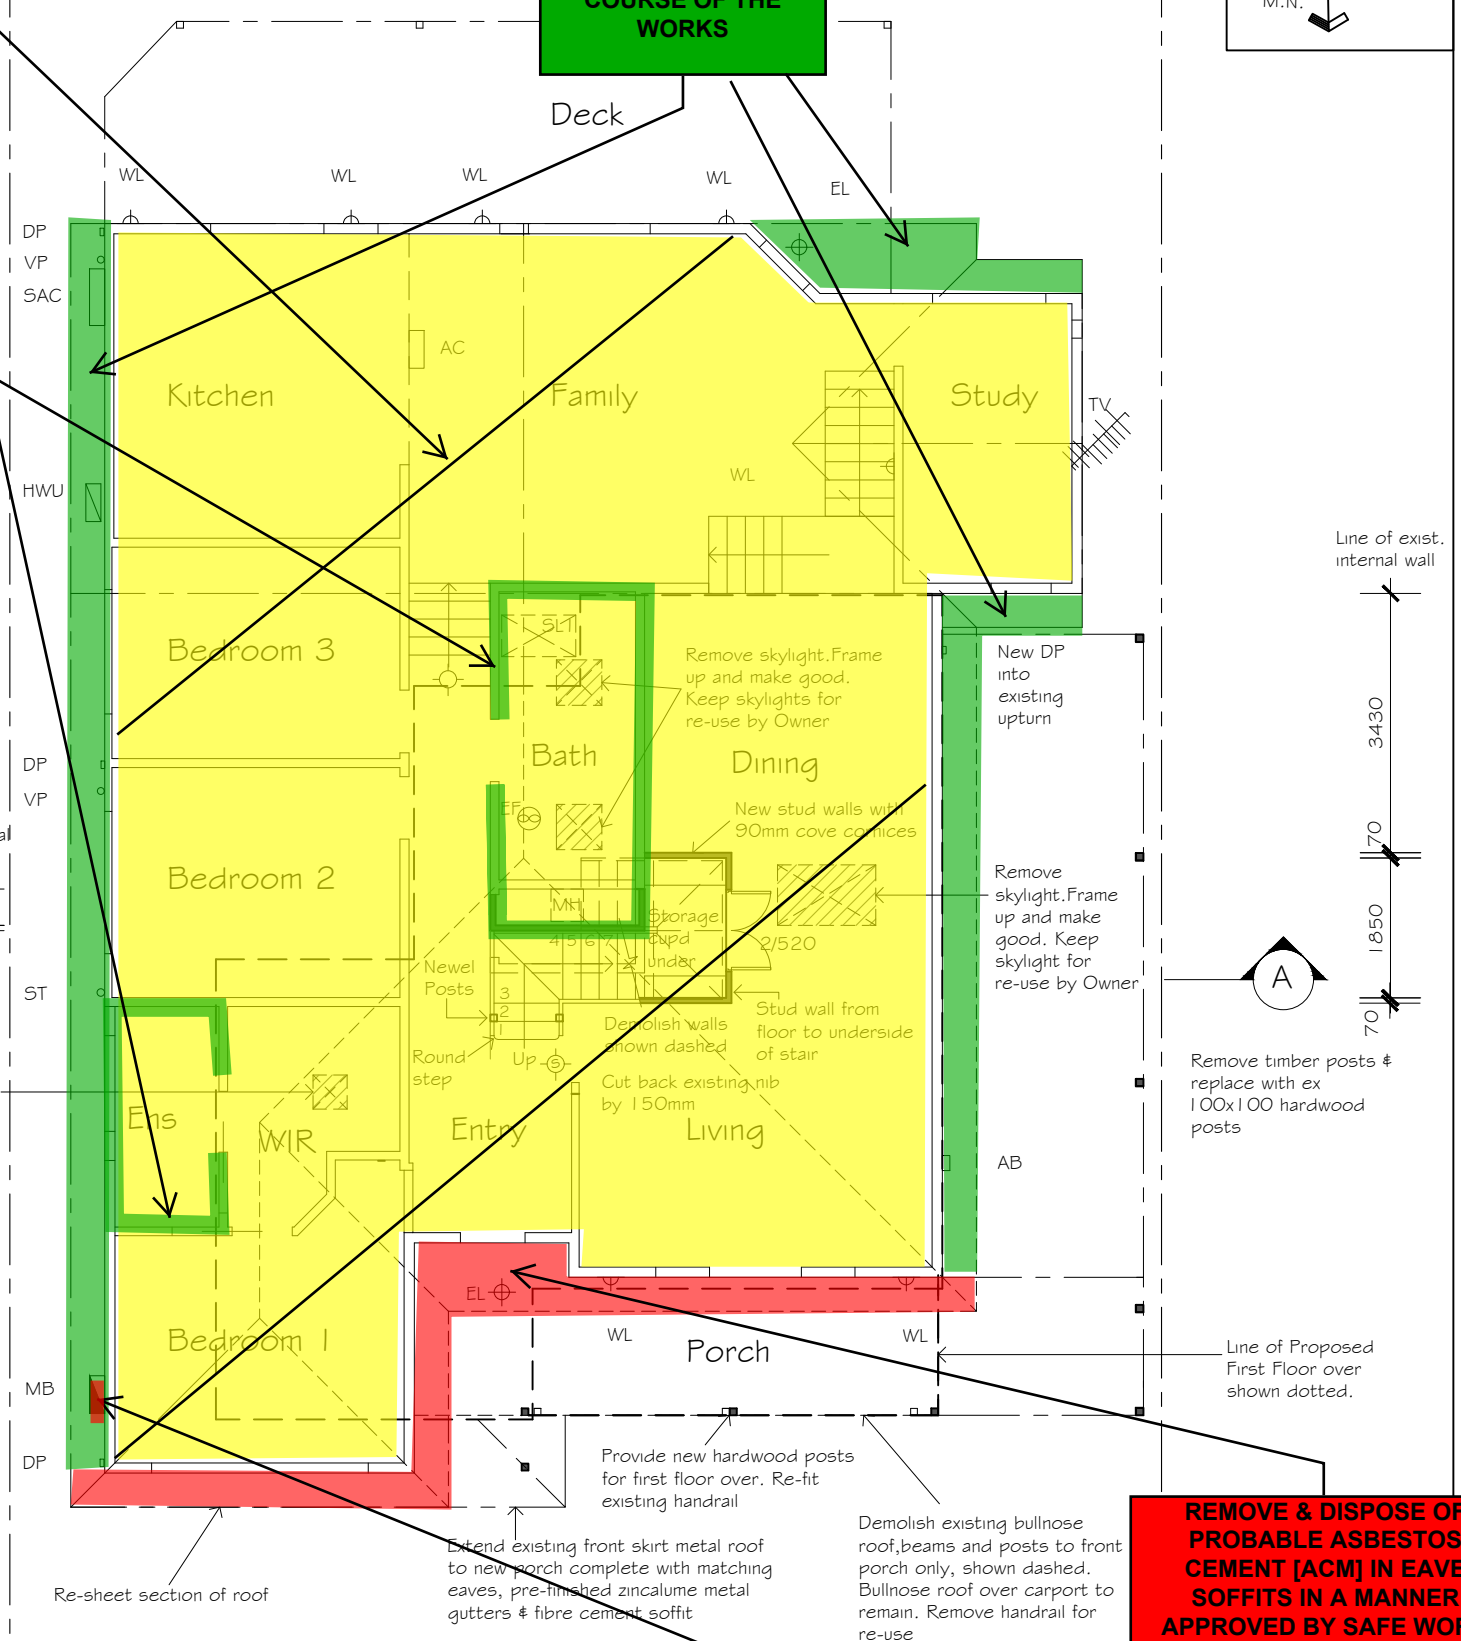 COURSE OF THE
WORKS
M.N.
Deck
WL
WL
WL
WL
EL
DP
VP
SAC
AC
Kitchen
Family
Study
TV
HWU
WL
Line of exist.
internal wall
SLT
Bedroom 3
Remove skylight.Frame
up and make good.
Keep skylights for
re-use by Owner
New DP
into
existing
upturn
3430
Bath
Dining
DP
VP
EF
New stud walls with
90mm cove cornices
70
Bedroom 2
Remove
skylight.Frame
up and make
good. Keep
skylight for
re-use by Owner
1850
MH
Storage
cupd
under
4 5 6 7
2/520
Newel
Posts
A
ST
3
2
1
Demolish walls
shown dashed
Stud wall from
floor to underside
of stair
70
Round
step
Up
S
Cut back existing nib
by 150mm
Remove timber posts &
replace with ex
100x100 hardwood
posts
Ens
WIR
Entry
Living
AB
EL
WL
WL
Porch
Bedroom 1
Line of Proposed
First Floor over
shown dotted.
MB
DP
Provide new hardwood posts
for first floor over. Re-fit
existing handrail
Extend existing front skirt metal roof
to new porch complete with matching
eaves, pre-finished zincalume metal
gutters & fibre cement soffit
Demolish existing bullnose
roof,beams and posts to front
porch only, shown dashed.
Bullnose roof over carport to
remain. Remove handrail for
re-use
Re-sheet section of roof
REMOVE & DISPOSE OF
PROBABLE ASBESTOS
CEMENT [ACM] IN EAVE
SOFFITS IN A MANNER
APPROVED BY SAFE WOR